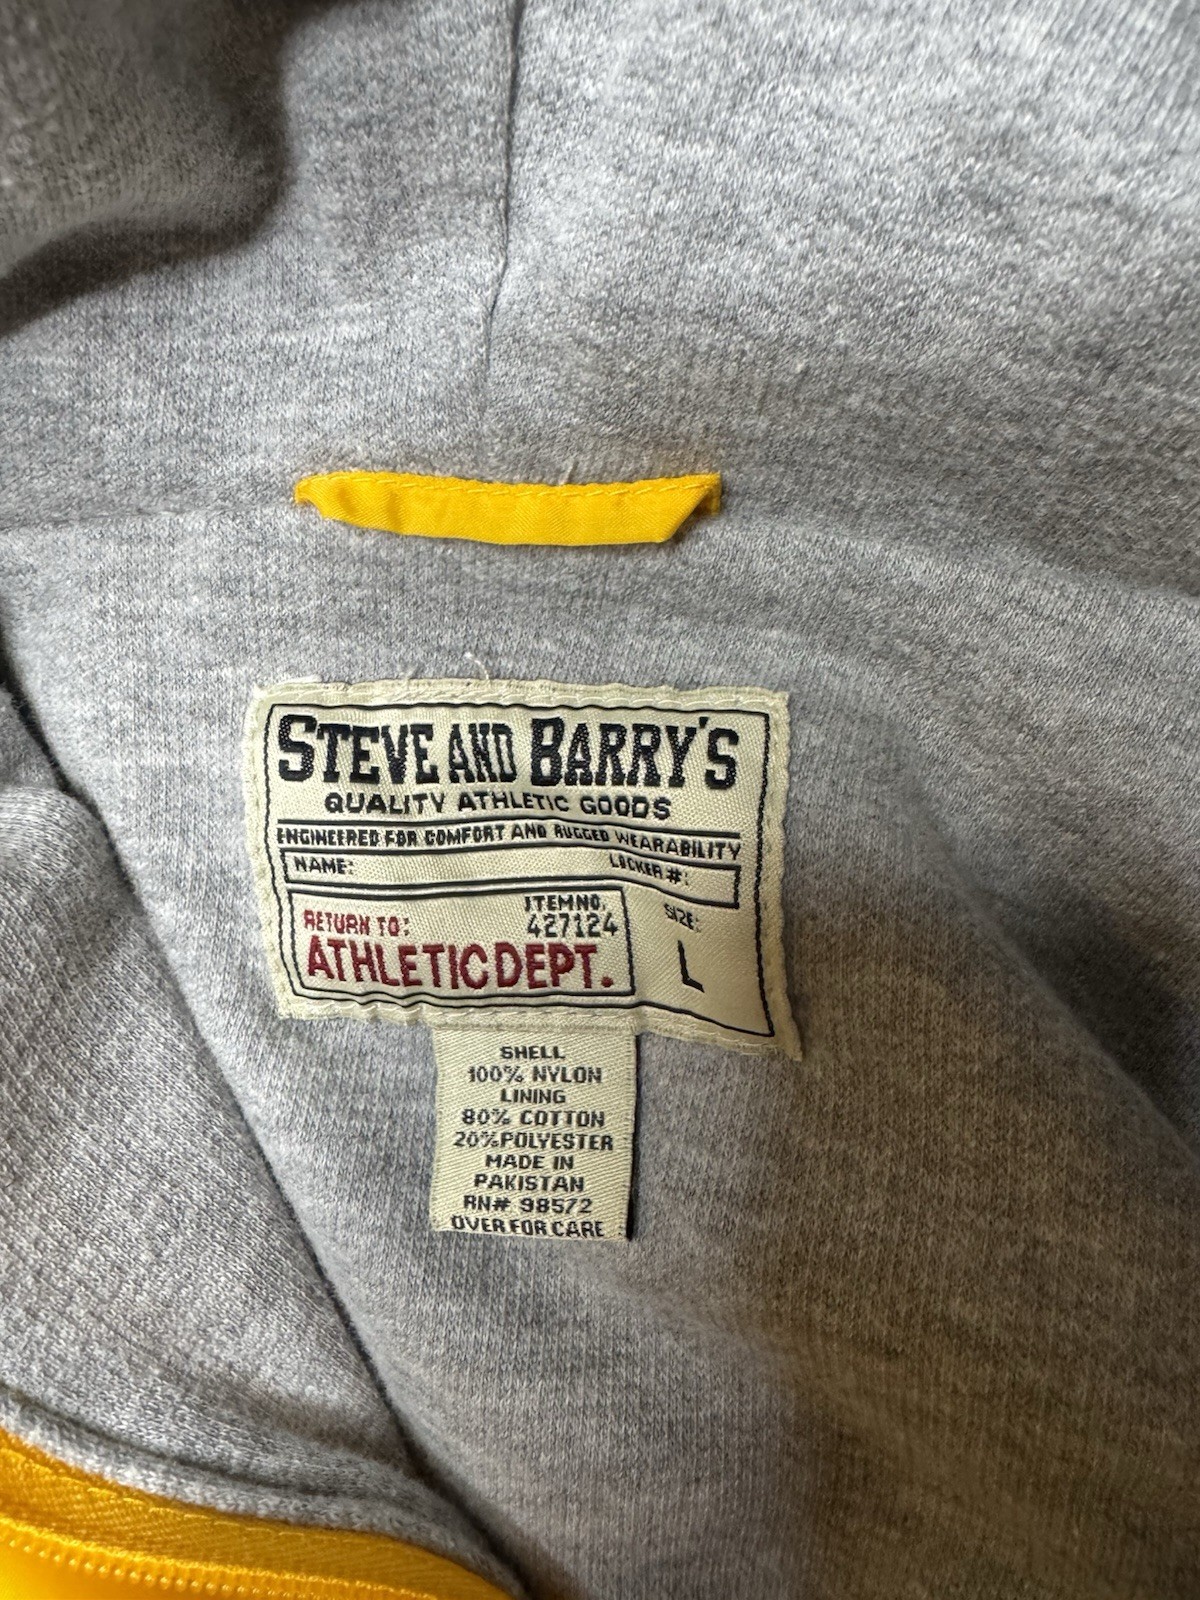 STEVE AND BARRY'S
QUALITY ATHLETIC GOODS
ENGINEERED FOR COMFORT AND RUGGED WEARABILITY
NAME: LOCKER #:
RETURN TO: ITEM NO. SIZE:
427124
ATHLETIC DEPT. L
SHELL
100% NYLON
LINING
80% COTTON
20% POLYESTER
MADE IN
PAKISTAN
RN# 98572
OVER FOR CARE